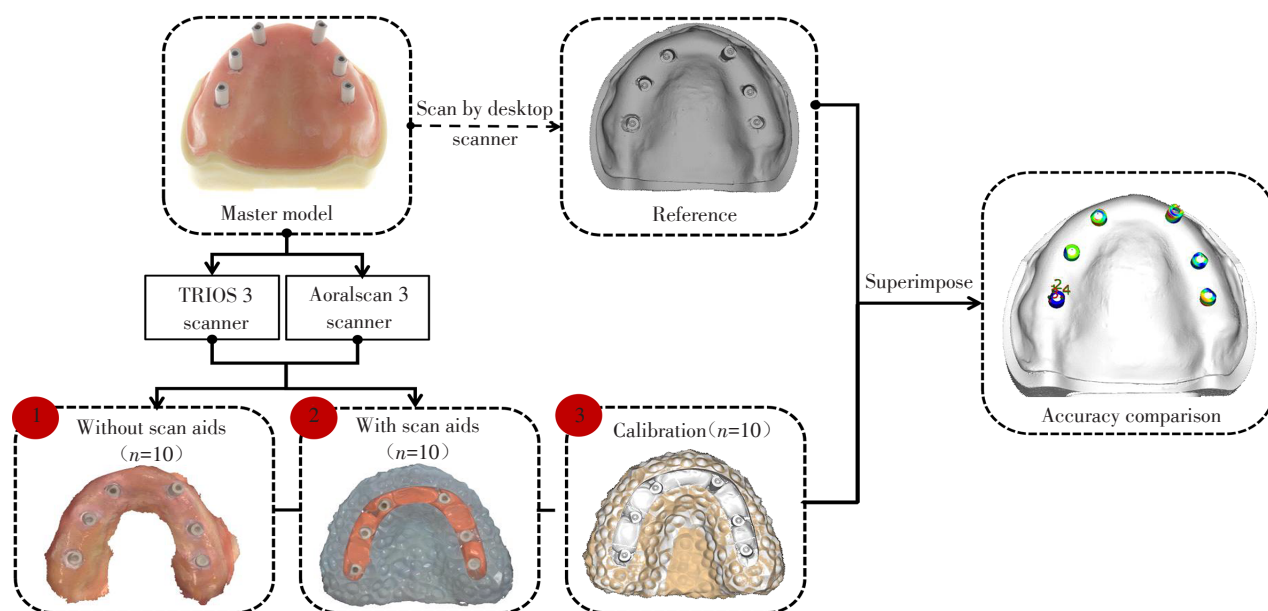 Scan by desktop
scanner
Master model
Reference
TRIOS 3
scanner
Aoralscan 3
scanner
Superimpose
Accuracy comparison
1
Without scan aids
(n=10)
2
With scan aids
(n=10)
3
Calibration(n=10)